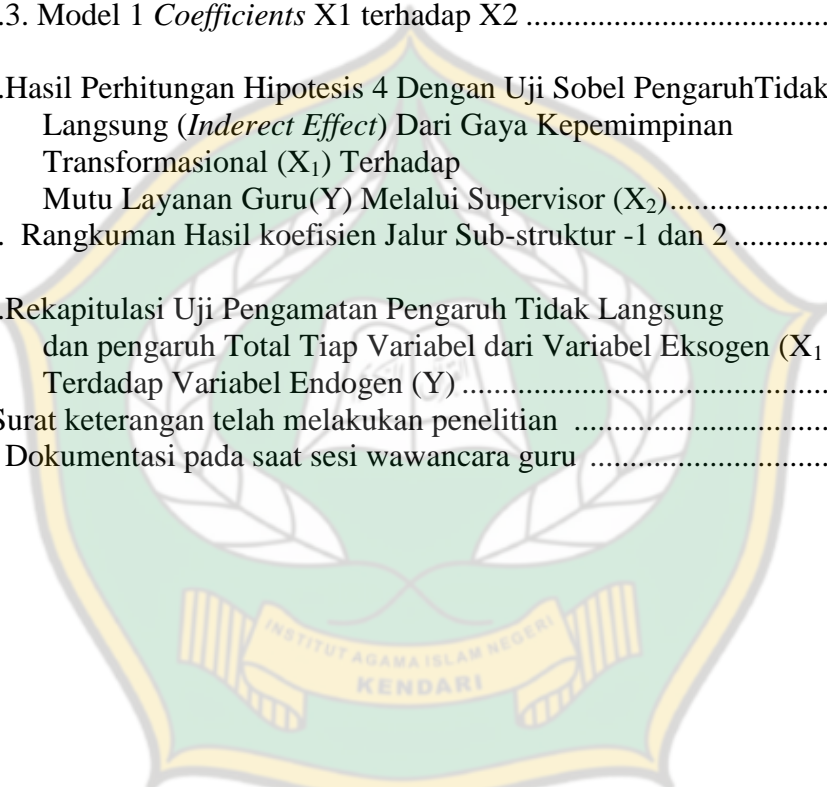 .3. Model 1 Coefficients X1 terhadap X2 ....................................
.Hasil Perhitungan Hipotesis 4 Dengan Uji Sobel PengaruhTidak
Langsung (Inderect Effect) Dari Gaya Kepemimpinan
Transformasional (X₁) Terhadap
Mutu Layanan Guru(Y) Melalui Supervisor (X₂)...................
. Rangkuman Hasil koefisien Jalur Sub-struktur -1 dan 2 ............
.Rekapitulasi Uji Pengamatan Pengaruh Tidak Langsung
dan pengaruh Total Tiap Variabel dari Variabel Eksogen (X₁
Terdadap Variabel Endogen (Y) ...........................................
Surat keterangan telah melakukan penelitian ..............................
Dokumentasi pada saat sesi wawancara guru ............................
INSTITUT AGAMA ISLAM NEGERI
KENDARI